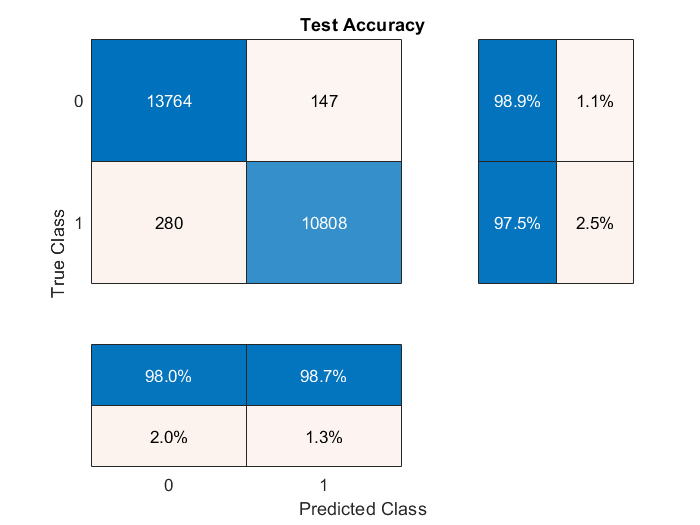 Test Accuracy
0 13764 147 98.9% 1.1%
1 280 10808 97.5% 2.5%
True Class
98.0% 98.7%
2.0% 1.3%
0 1
Predicted Class